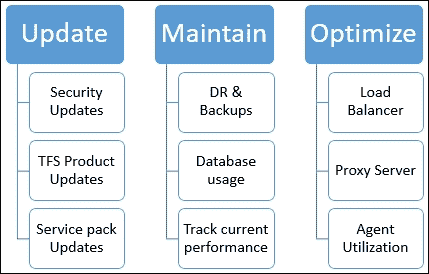 Update
Security
Updates
TFS Product
Updates
Service pack
Updates
Maintain
DR &
Backups
Database
usage
Track current
performance
Optimize
Load
Balancer
Proxy Server
Agent
Utilization